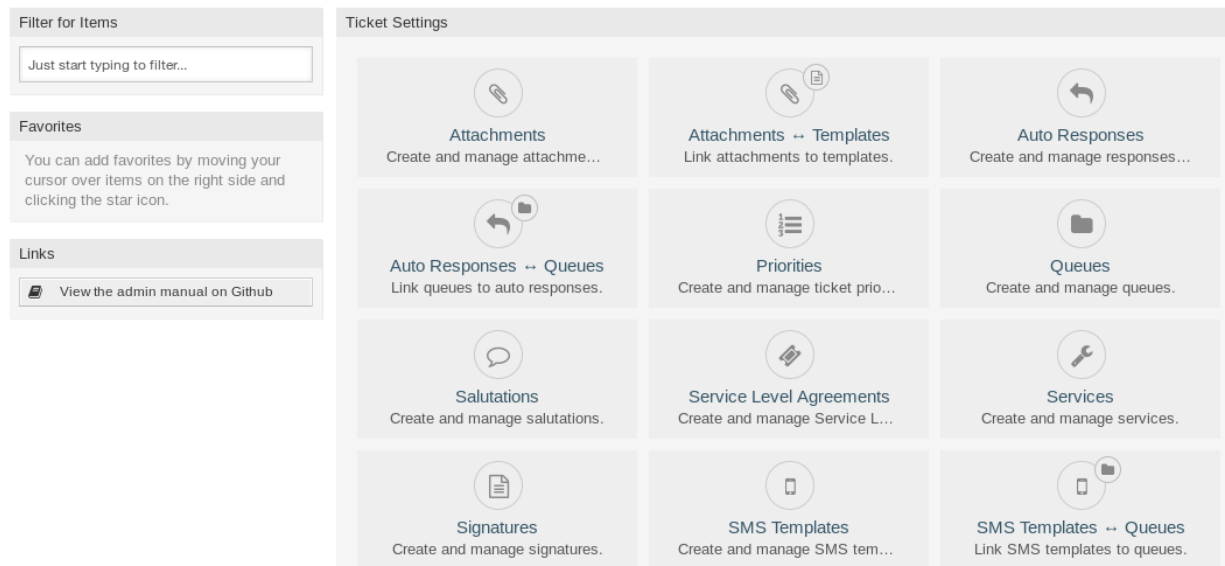 Filter for Items
Just start typing to filter...
Favorites
You can add favorites by moving your
cursor over items on the right side and
clicking the star icon.
Links
View the admin manual on Github
Ticket Settings
Attachments
Create and manage attachme…
Attachments ↔ Templates
Link attachments to templates.
Auto Responses
Create and manage responses…
Auto Responses ↔ Queues
Link queues to auto responses.
Priorities
Create and manage ticket prio…
Queues
Create and manage queues.
Salutations
Create and manage salutations.
Service Level Agreements
Create and manage Service L…
Services
Create and manage services.
Signatures
Create and manage signatures.
SMS Templates
Create and manage SMS tem…
SMS Templates ↔ Queues
Link SMS templates to queues.